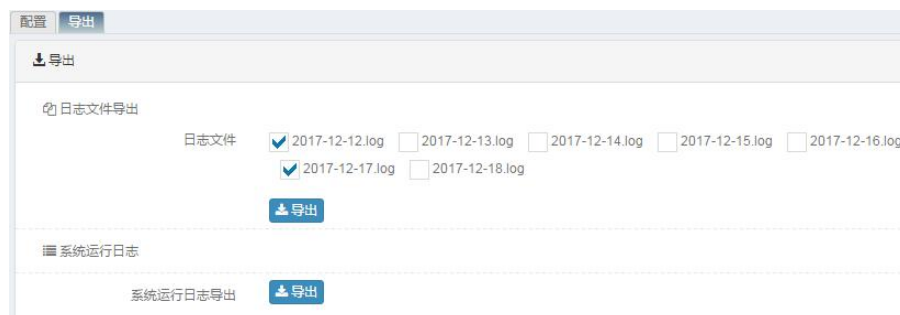 配置 导出
导出
日志文件导出
日志文件 2017-12-12.log 2017-12-13.log 2017-12-14.log 2017-12-15.log 2017-12-16.log
2017-12-17.log 2017-12-18.log
导出
系统运行日志
系统运行日志导出 导出